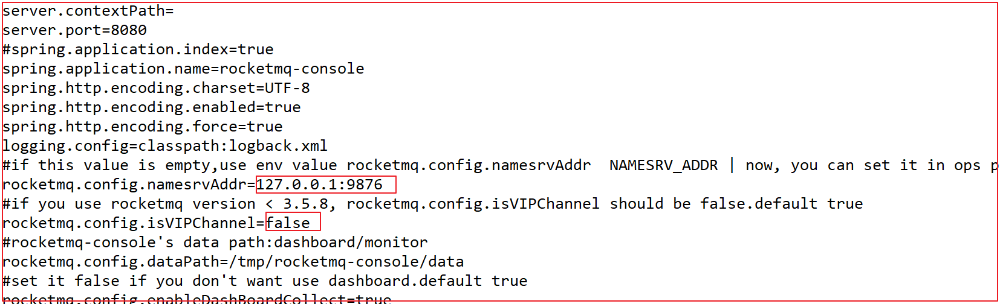 server.contextPath=
server.port=8080
#spring.application.index=true
spring.application.name=rocketmq-console
spring.http.encoding.charset=UTF-8
spring.http.encoding.enabled=true
spring.http.encoding.force=true
logging.config=classpath:logback.xml
#if this value is empty,use env value rocketmq.config.namesrvAddr  NAMESRV_ADDR | now, you can set it in ops p
rocketmq.config.namesrvAddr=127.0.0.1:9876
#if you use rocketmq version < 3.5.8, rocketmq.config.isVIPChannel should be false.default true
rocketmq.config.isVIPChannel=false
#rocketmq-console's data path:dashboard/monitor
rocketmq.config.dataPath=/tmp/rocketmq-console/data
#set it false if you don't want use dashboard.default true
rocketmq.config.enableDashBoardCollect=true